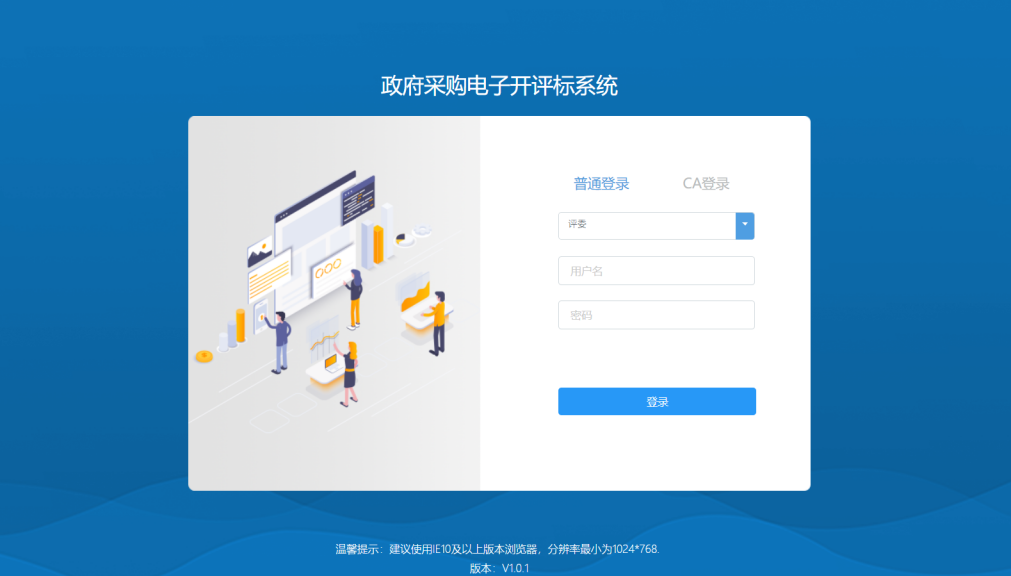 政府采购电子开评标系统
普通登录 CA登录
评委
用户名
密码
登录
温馨提示：建议使用IE10及以上版本浏览器，分辨率最小为1024*768.
版本：V1.0.1